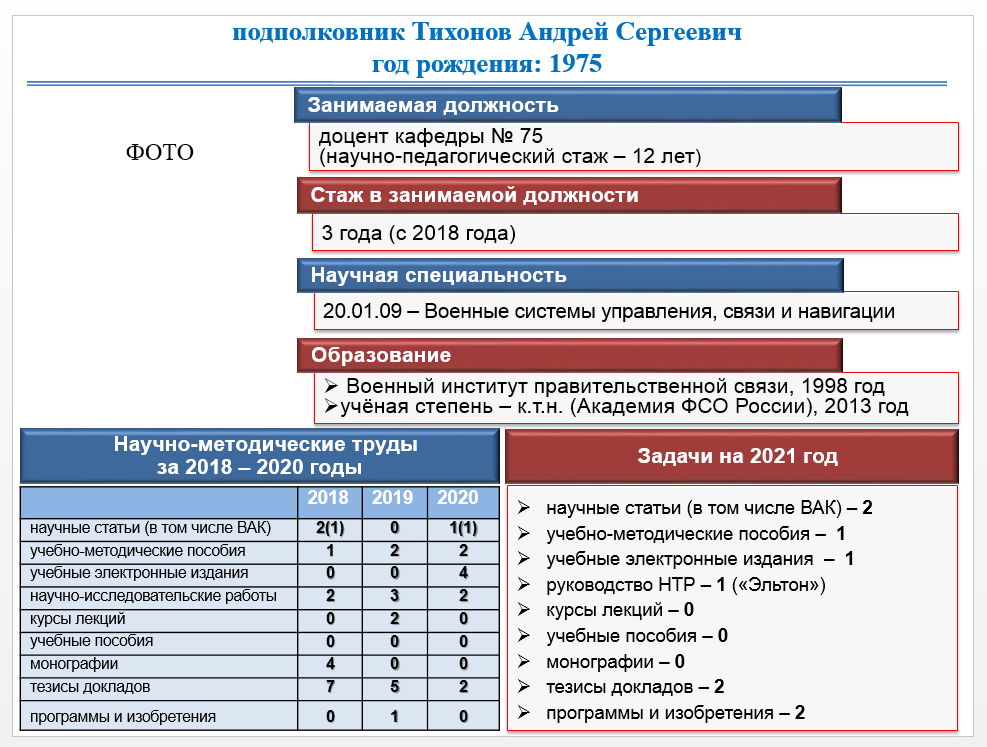 подполковник Тихонов Андрей Сергеевич
год рождения: 1975
ФОТО
Занимаемая должность
доцент кафедры № 75
(научно-педагогический стаж – 12 лет)
Стаж в занимаемой должности
3 года (с 2018 года)
Научная специальность
20.01.09 – Военные системы управления, связи и навигации
Образование
➢ Военный институт правительственной связи, 1998 год
➢учёная степень – к.т.н. (Академия ФСО России), 2013 год
Научно-методические труды
за 2018 – 2020 годы
2018 2019 2020
научные статьи (в том числе ВАК) 2(1) 0 1(1)
учебно-методические пособия 1 2 2
учебные электронные издания 0 0 4
научно-исследовательские работы 2 3 2
курсы лекций 0 2 0
учебные пособия 0 0 0
монографии 4 0 0
тезисы докладов 7 5 2
программы и изобретения 0 1 0
Задачи на 2021 год
➢ научные статьи (в том числе ВАК) – 2
➢ учебно-методические пособия – 1
➢ учебные электронные издания – 1
➢ руководство НТР – 1 («Эльтон»)
➢ курсы лекций – 0
➢ учебные пособия – 0
➢ монографии – 0
➢ тезисы докладов – 2
➢ программы и изобретения – 2